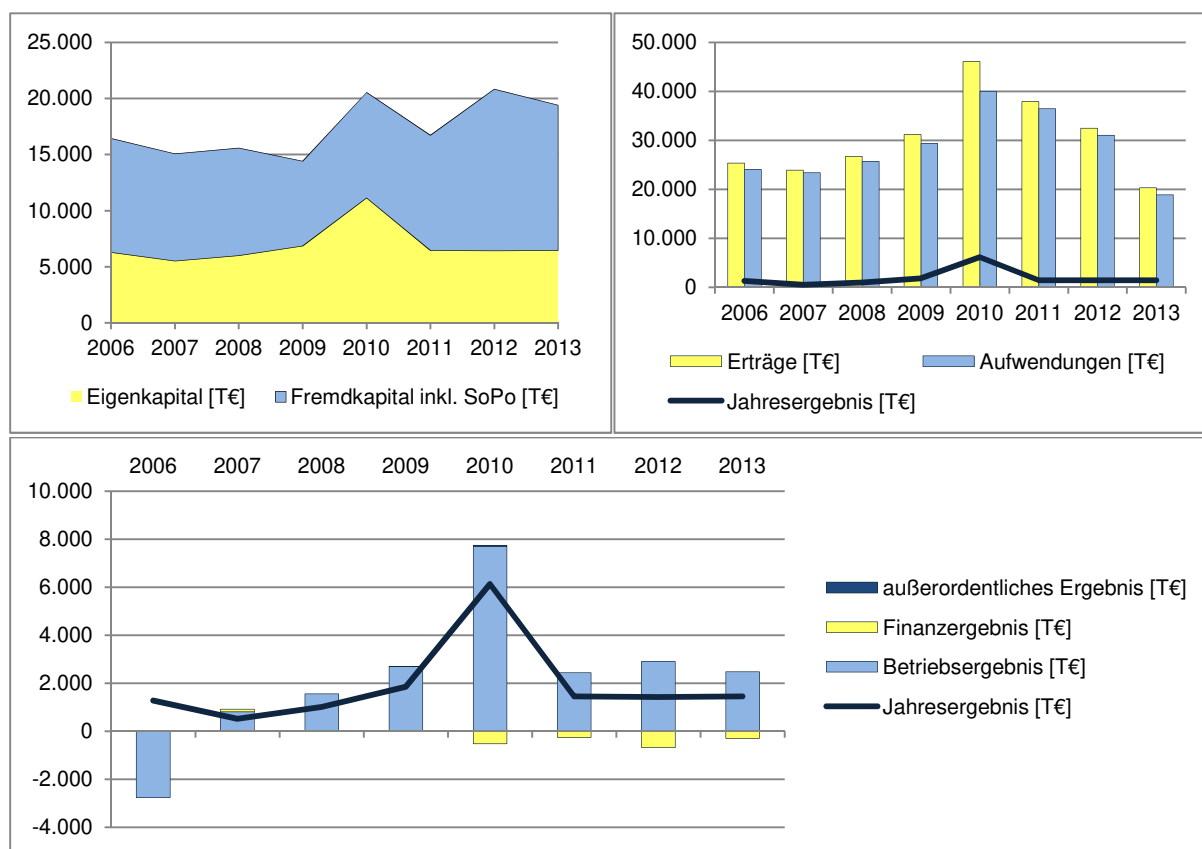 25.000
20.000
15.000
10.000
5.000
0
2006 2007 2008 2009 2010 2011 2012 2013
Eigenkapital [T€] Fremdkapital inkl. SoPo [T€]
50.000
40.000
30.000
20.000
10.000
0
2006 2007 2008 2009 2010 2011 2012 2013
Erträge [T€] Aufwendungen [T€]
Jahresergebnis [T€]
2006 2007 2008 2009 2010 2011 2012 2013
10.000
8.000
6.000
4.000
2.000
0
-2.000
-4.000
außerordentliches Ergebnis [T€]
Finanzergebnis [T€]
Betriebsergebnis [T€]
Jahresergebnis [T€]